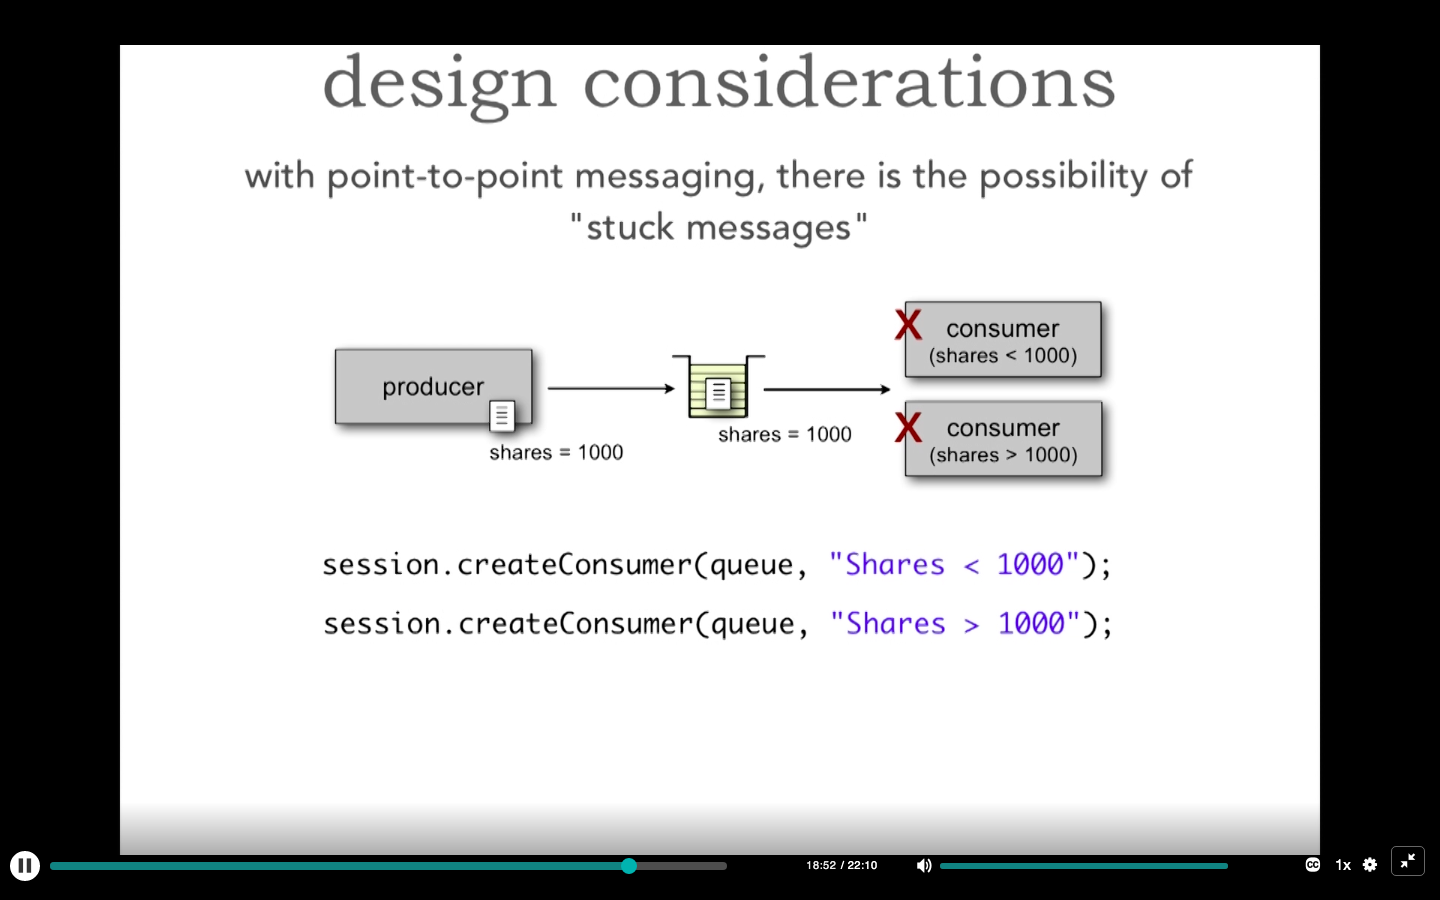 design considerations
with point-to-point messaging, there is the possibility of
"stuck messages"
producer
shares = 1000
shares = 1000
consumer
(shares < 1000)
consumer
(shares > 1000)
X
X
session.createConsumer(queue, "Shares < 1000");
session.createConsumer(queue, "Shares > 1000");
18:52 / 22:10
CC
1x